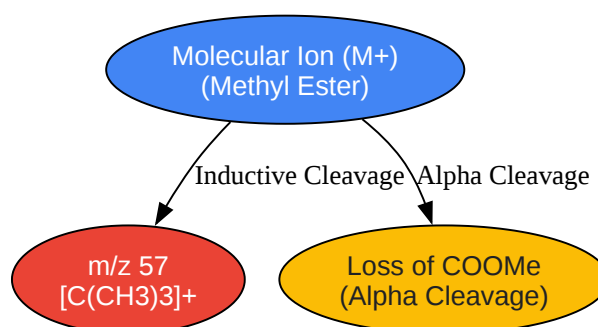 Molecular Ion (M+)
(Methyl Ester)
Inductive Cleavage
Alpha Cleavage
m/z 57
[C(CH3)3]+
Loss of COOMe
(Alpha Cleavage)